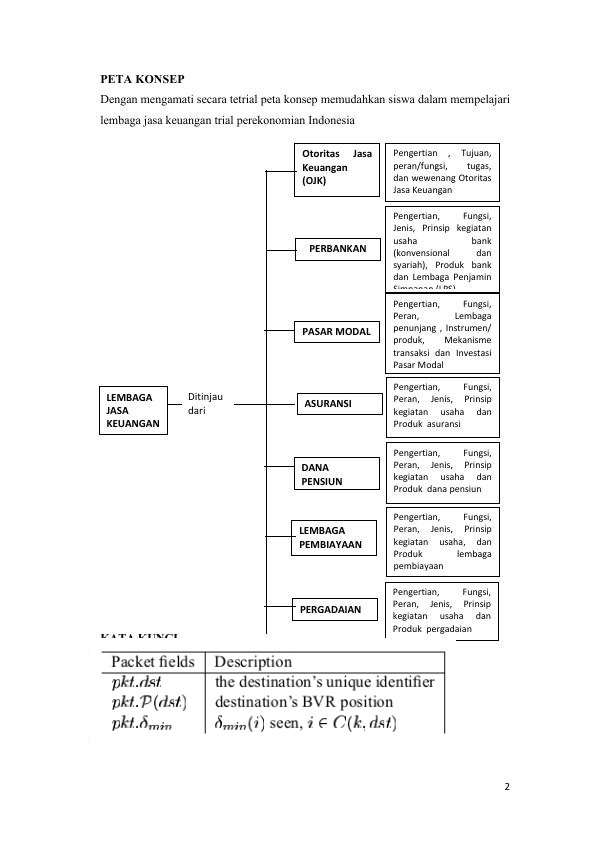 PETA KONSEP
Dengan mengamati secara tetrial peta konsep memudahkan siswa dalam mempelajari
lembaga jasa keuangan trial perekonomian Indonesia
Otoritas Jasa
Keuangan
(OJK)
Pengertian , Tujuan,
peran/fungsi, tugas,
dan wewenang Otoritas
Jasa Keuangan
PERBANKAN
Pengertian, Fungsi,
Jenis, Prinsip kegiatan
usaha bank
(konvensional dan
syariah), Produk bank
dan Lembaga Penjamin
Simpanan (LPS)
PASAR MODAL
Pengertian, Fungsi,
Peran, Lembaga
penunjang , Instrumen/
produk, Mekanisme
transaksi dan Investasi
Pasar Modal
LEMBAGA
JASA
KEUANGAN
Ditinjau
dari
ASURANSI
Pengertian, Fungsi,
Peran, Jenis, Prinsip
kegiatan usaha dan
Produk asuransi
DANA
PENSIUN
Pengertian, Fungsi,
Peran, Jenis, Prinsip
kegiatan usaha dan
Produk dana pensiun
LEMBAGA
PEMBIAYAAN
Pengertian, Fungsi,
Peran, Jenis, Prinsip
kegiatan usaha, dan
Produk lembaga
pembiayaan
PERGADAIAN
Pengertian, Fungsi,
Peran, Jenis, Prinsip
kegiatan usaha dan
Produk pergadaian
KATA KUNCI
Packet fields Description
pkt.dst the destination's unique identifier
pkt.P(dst) destination's BVR position
pkt.δmin δmin(i) seen, i ∈ C(k, dst)
2